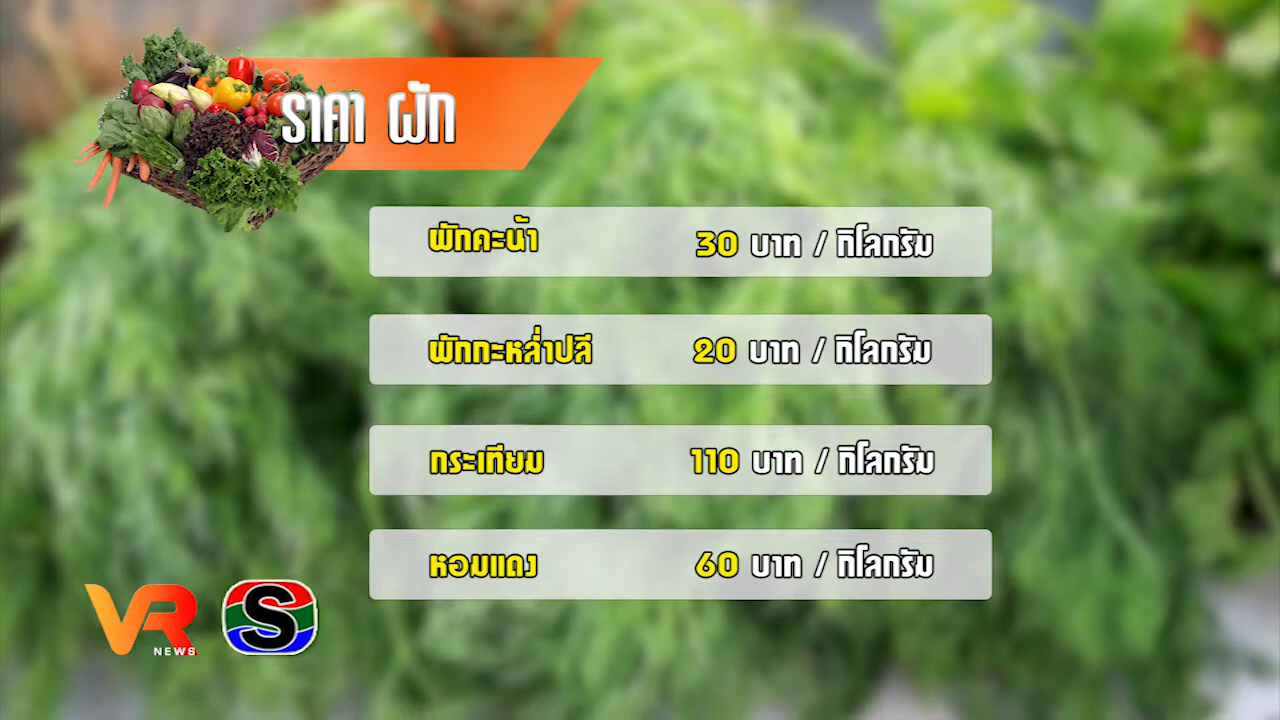 ราคา ผัก
ผักคะน้า 30 บาท / กิโลกรัม
ผักกะหล่ำปลี 20 บาท / กิโลกรัม
กระเทียม 110 บาท / กิโลกรัม
หอมแดง 60 บาท / กิโลกรัม
VR NEWS S